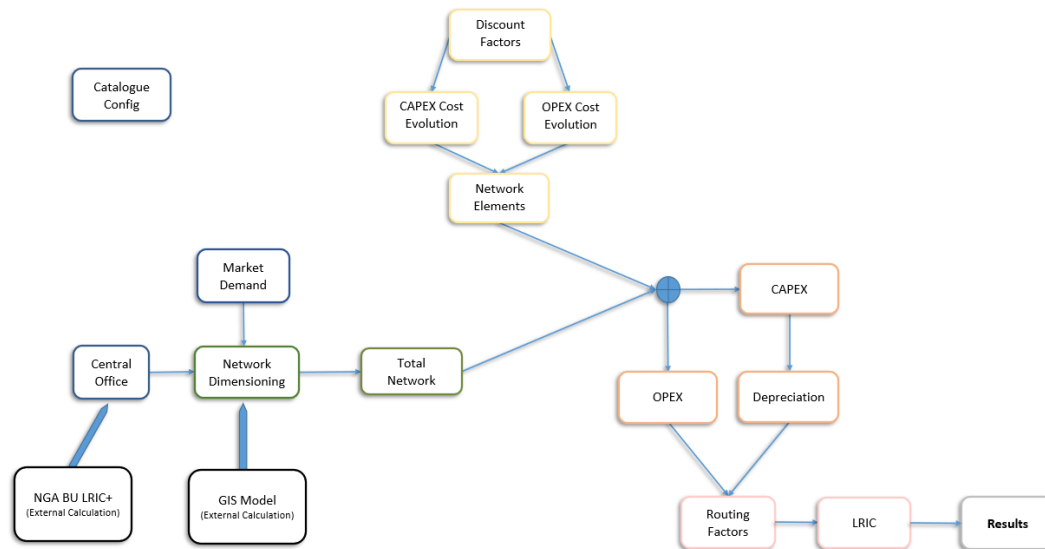 Discount
Factors
Catalogue
Config
CAPEX Cost
Evolution
OPEX Cost
Evolution
Network
Elements
Market
Demand
CAPEX
Central
Office
Network
Dimensioning
Total
Network
OPEX
Depreciation
NGA BU LRIC+
(External Calculation)
GIS Model
(External Calculation)
Routing
Factors
LRIC
Results